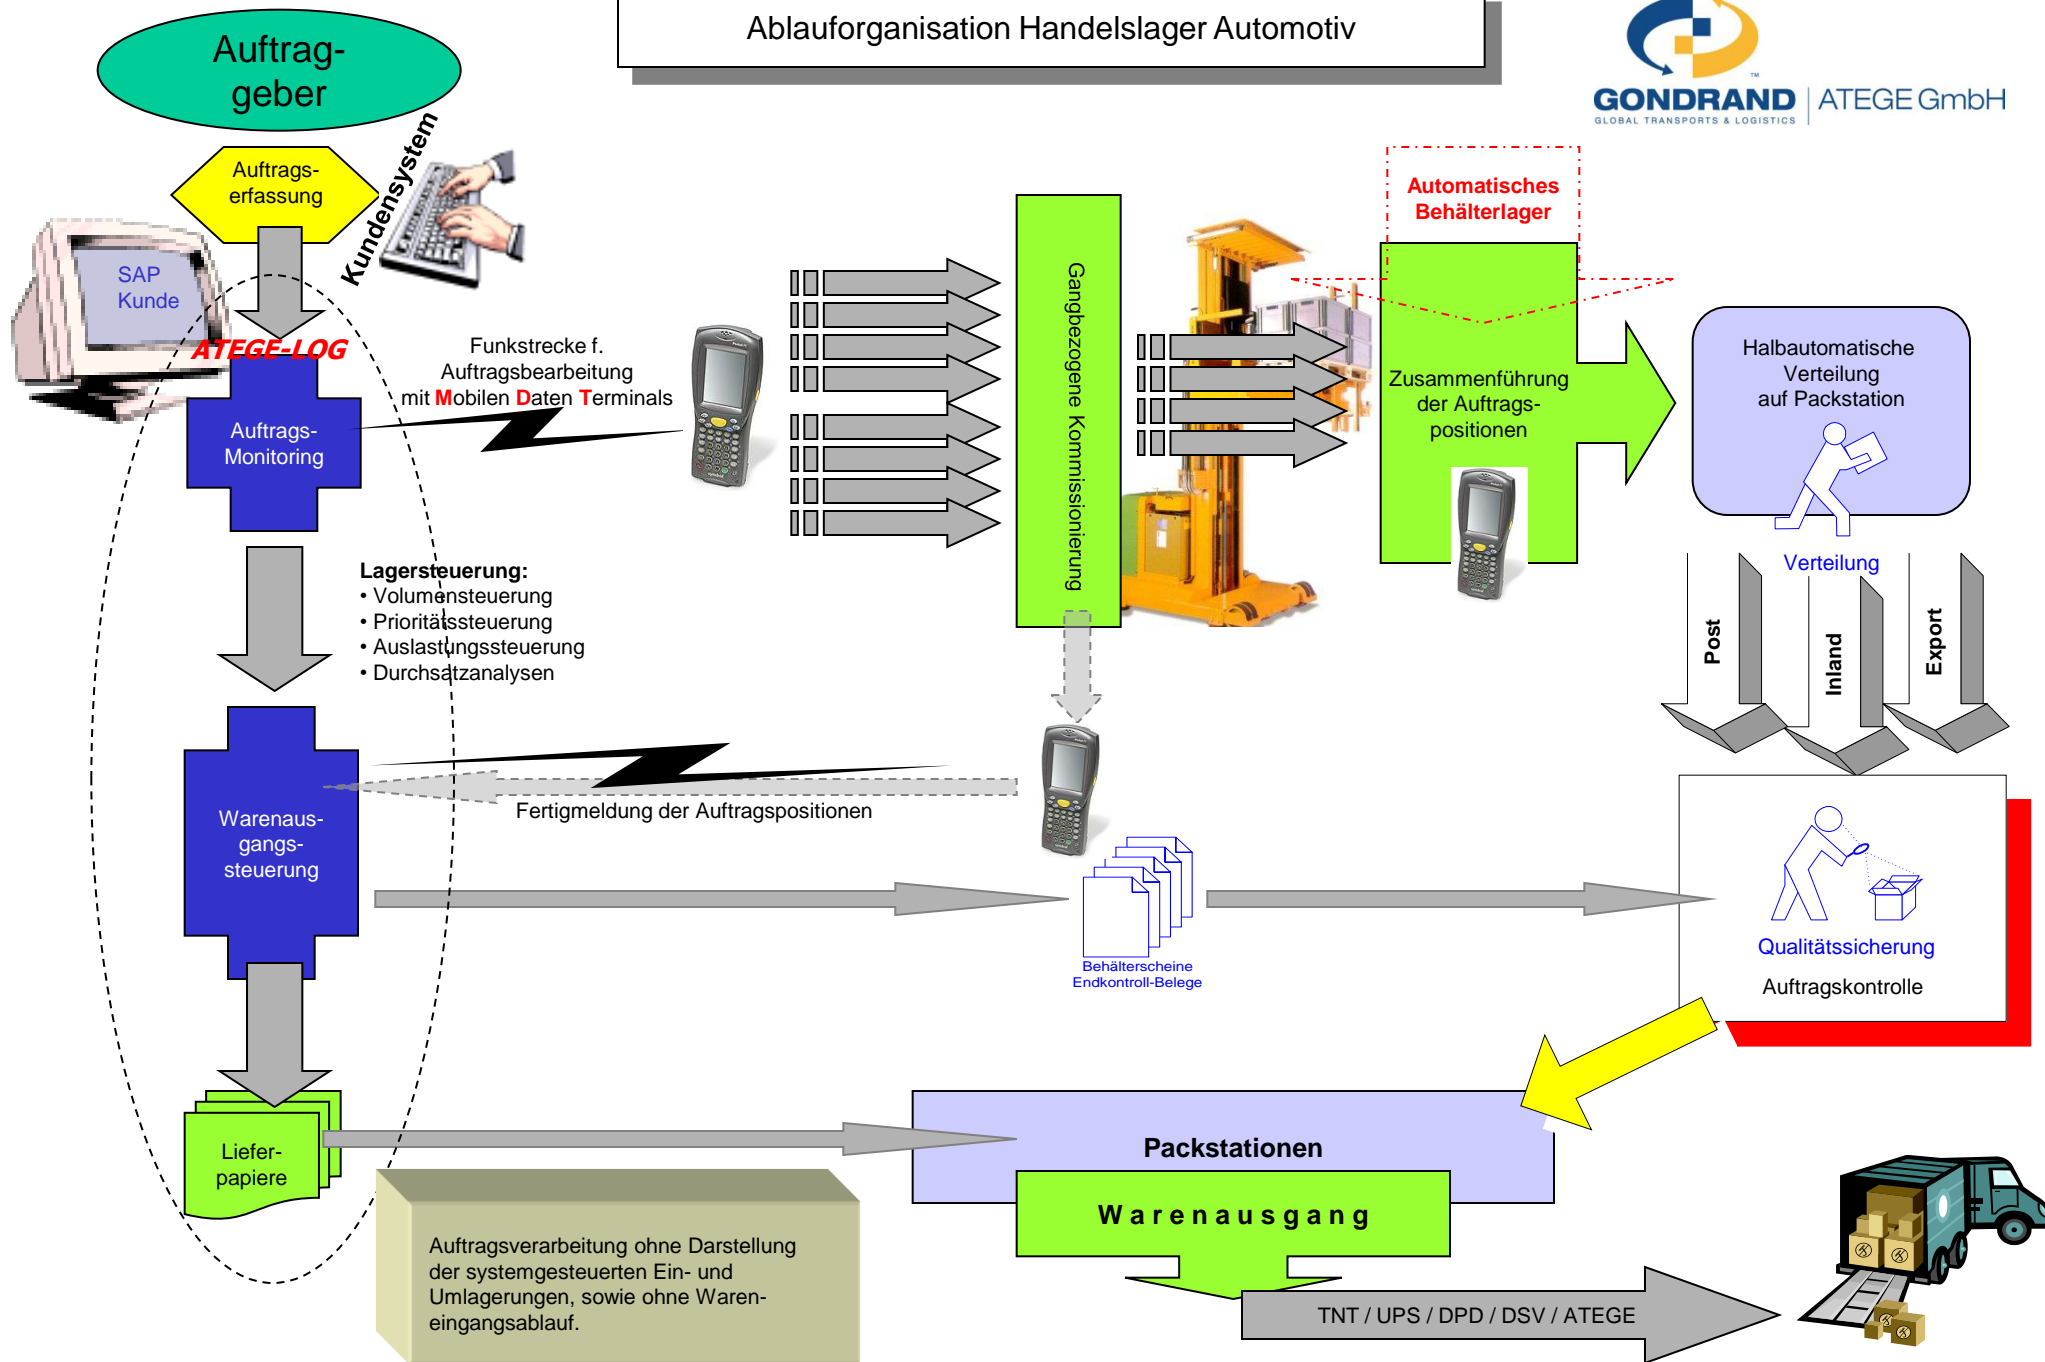 Ablauforganisation Handelslager Automotiv
GONDRAND
TM
GLOBAL TRANSPORTS & LOGISTICS
ATEGE GmbH
Auftrag-
geber
Auftrags-
erfassung
Kundensystem
SAP
Kunde
ATEGE-LOG
Auftrags-
Monitoring
Funkstrecke f.
Auftragsbearbeitung
mit Mobilen Daten Terminals
Gangbezogene Kommissionierung
Automatisches
Behälterlager
Zusammenführung
der Auftrags-
positionen
Halbautomatische
Verteilung
auf Packstation
Verteilung
Lagersteuerung:
• Volumensteuerung
• Prioritätssteuerung
• Auslastungssteuerung
• Durchsatzanalysen
Post
Inland
Export
Warenaus-
gangs-
steuerung
Fertigmeldung der Auftragspositionen
Behälterscheine
Endkontroll-Belege
Qualitätssicherung
Auftragskontrolle
Liefer-
papiere
Packstationen
Warenausgang
Auftragsverarbeitung ohne Darstellung
der systemgesteuerten Ein- und
Umlagerungen, sowie ohne Waren-
eingangsablauf.
TNT / UPS / DPD / DSV / ATEGE